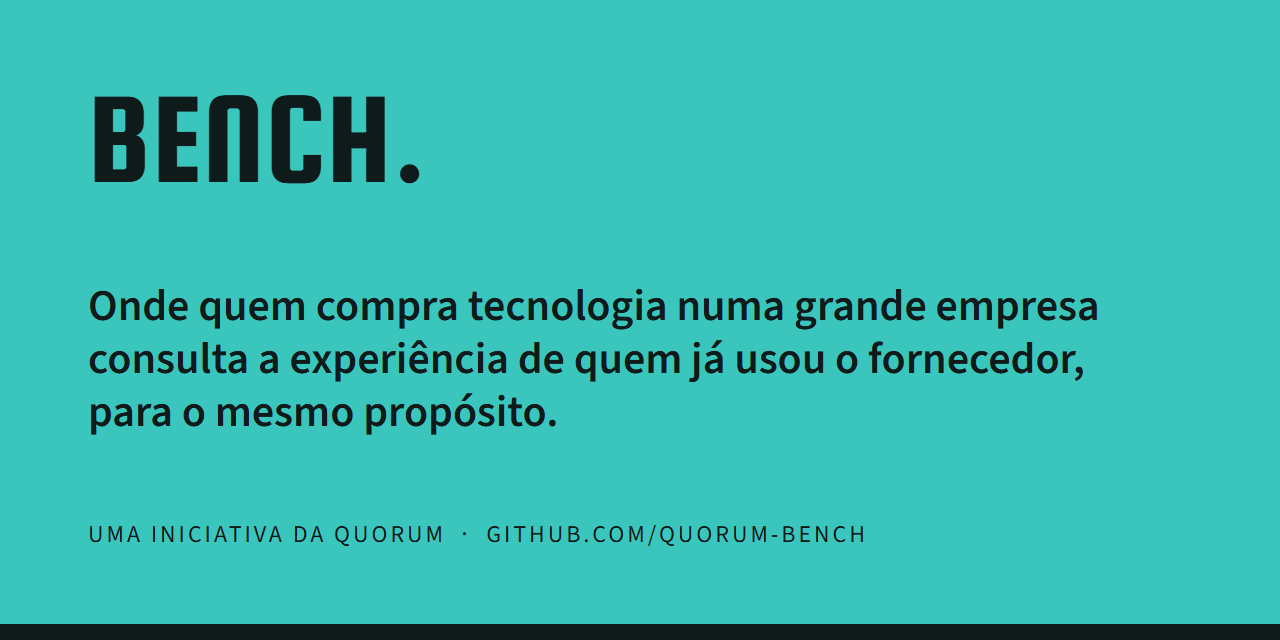 BENCH.
Onde quem compra tecnologia numa grande empresa
consulta a experiência de quem já usou o fornecedor,
para o mesmo propósito.
UMA INICIATIVA DA QUORUM · GITHUB.COM/QUORUM-BENCH